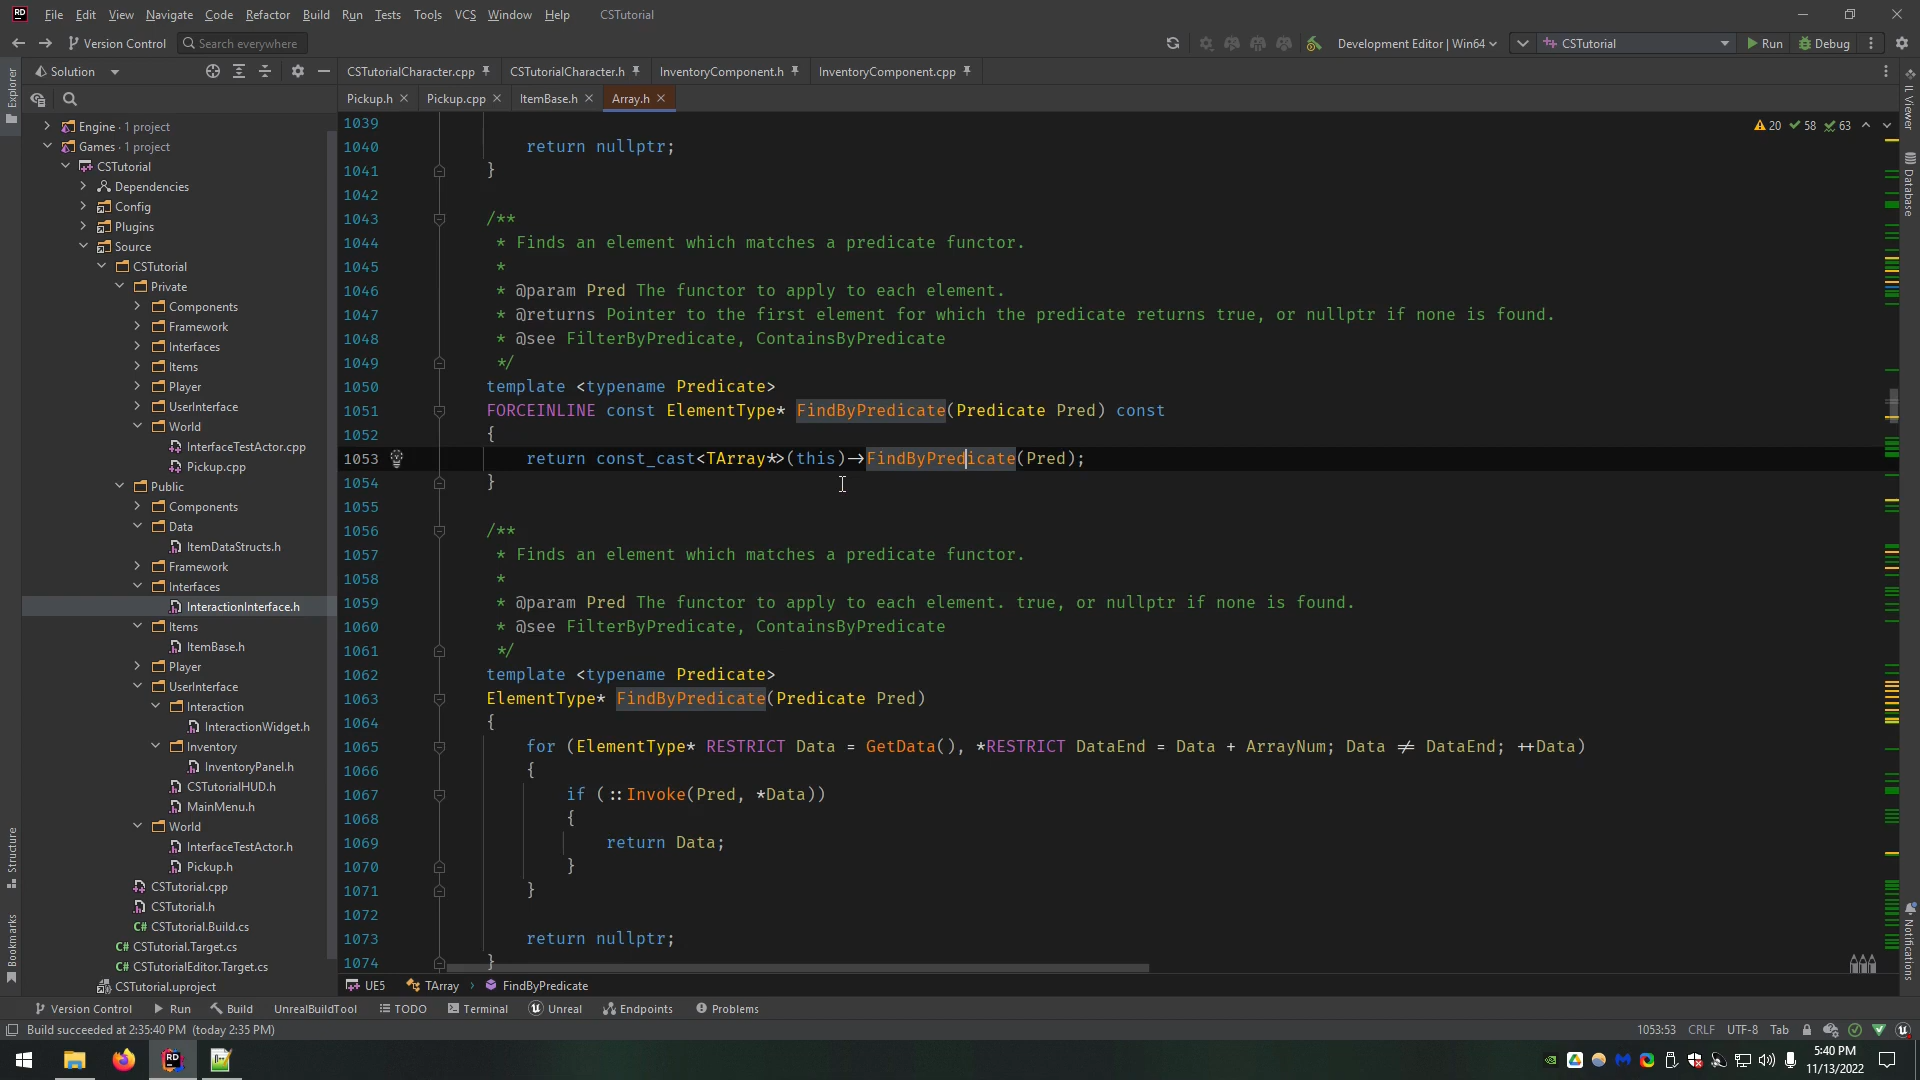 RD File Edit View Navigate Code Refactor Build Run Tests Tools VCS Window Help CSTutorial
Version Control Search everywhere Development Editor | Win64 CSTutorial Run Debug
Explorer
Solution
CSTutorialCharacter.cpp CSTutorialCharacter.h InventoryComponent.h InventoryComponent.cpp
Pickup.h Pickup.cpp ItemBase.h Array.h
Engine · 1 project
Games · 1 project
CSTutorial
Dependencies
Config
Plugins
Source
CSTutorial
Private
Components
Framework
Interfaces
Items
Player
UserInterface
World
InterfaceTestActor.cpp
Pickup.cpp
Public
Components
Data
ItemDataStructs.h
Framework
Interfaces
InteractionInterface.h
Items
ItemBase.h
Player
UserInterface
Interaction
InteractionWidget.h
Inventory
InventoryPanel.h
CSTutorialHUD.h
MainMenu.h
World
InterfaceTestActor.h
Pickup.h
CSTutorial.cpp
CSTutorial.h
C# CSTutorial.Build.cs
C# CSTutorial.Target.cs
C# CSTutorialEditor.Target.cs
CSTutorial.uproject
Structure
Bookmarks
20 58 63
1039
1040 return nullptr;
1041 }
1042
1043 /**
1044 * Finds an element which matches a predicate functor.
1045 *
1046 * @param Pred The functor to apply to each element.
1047 * @returns Pointer to the first element for which the predicate returns true, or nullptr if none is found.
1048 * @see FilterByPredicate, ContainsByPredicate
1049 */
1050 template <typename Predicate>
1051 FORCEINLINE const ElementType* FindByPredicate(Predicate Pred) const
1052 {
1053 return const_cast<TArray*>(this)->FindByPredicate(Pred);
1054 }
1055
1056 /**
1057 * Finds an element which matches a predicate functor.
1058 *
1059 * @param Pred The functor to apply to each element. true, or nullptr if none is found.
1060 * @see FilterByPredicate, ContainsByPredicate
1061 */
1062 template <typename Predicate>
1063 ElementType* FindByPredicate(Predicate Pred)
1064 {
1065 for (ElementType* RESTRICT Data = GetData(), *RESTRICT DataEnd = Data + ArrayNum; Data != DataEnd; ++Data)
1066 {
1067 if (::Invoke(Pred, *Data))
1068 {
1069 return Data;
1070 }
1071 }
1072
1073 return nullptr;
1074 }
IL Viewer
Database
Notifications
UE5 TArray FindByPredicate
Version Control Run Build UnrealBuildTool TODO Terminal Unreal Endpoints Problems
Build succeeded at 2:35:40 PM (today 2:35 PM) 1053:53 CRLF UTF-8 Tab
RD
5:40 PM
11/13/2022